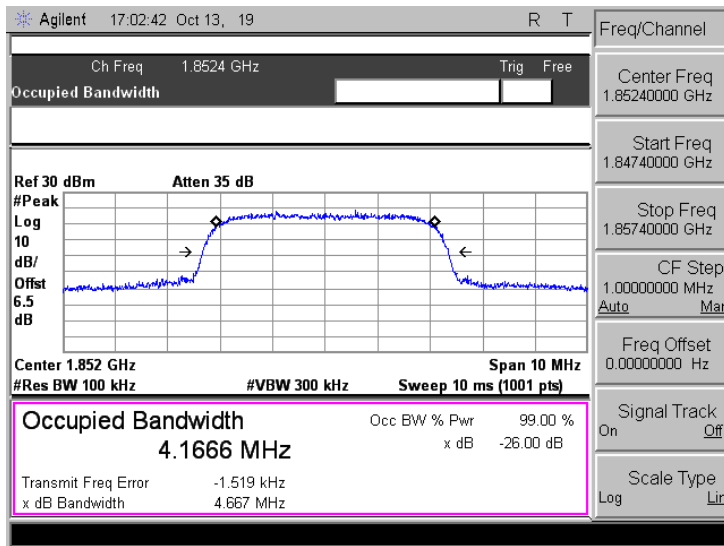 Agilent 17:02:42 Oct 13, 19 R T
Ch Freq 1.8524 GHz Trig Free
Occupied Bandwidth
Ref 30 dBm Atten 35 dB
#Peak
Log
10
dB/
Offst
6.5
dB
Center 1.852 GHz Span 10 MHz
#Res BW 100 kHz #VBW 300 kHz Sweep 10 ms (1001 pts)
Occupied Bandwidth Occ BW % Pwr 99.00 %
4.1666 MHz x dB -26.00 dB
Transmit Freq Error -1.519 kHz
x dB Bandwidth 4.667 MHz
Freq/Channel
Center Freq
1.85240000 GHz
Start Freq
1.84740000 GHz
Stop Freq
1.85740000 GHz
CF Step
1.00000000 MHz
Auto Man
Freq Offset
0.00000000 Hz
Signal Track
On Off
Scale Type
Log Lin